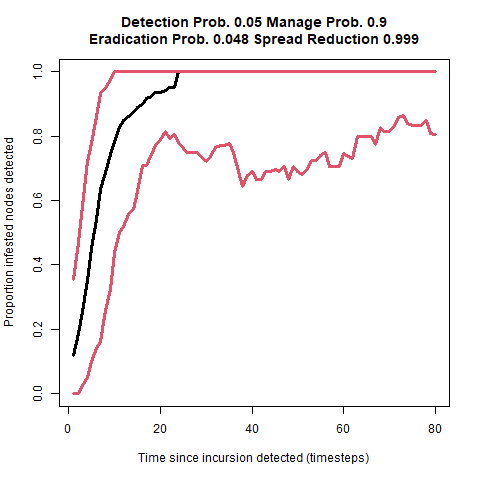 Detection Prob. 0.05 Manage Prob. 0.9
Eradication Prob. 0.048 Spread Reduction 0.999
Proportion infested nodes detected
1.0
0.8
0.6
0.4
0.2
0.0
0 20 40 60 80
Time since incursion detected (timesteps)